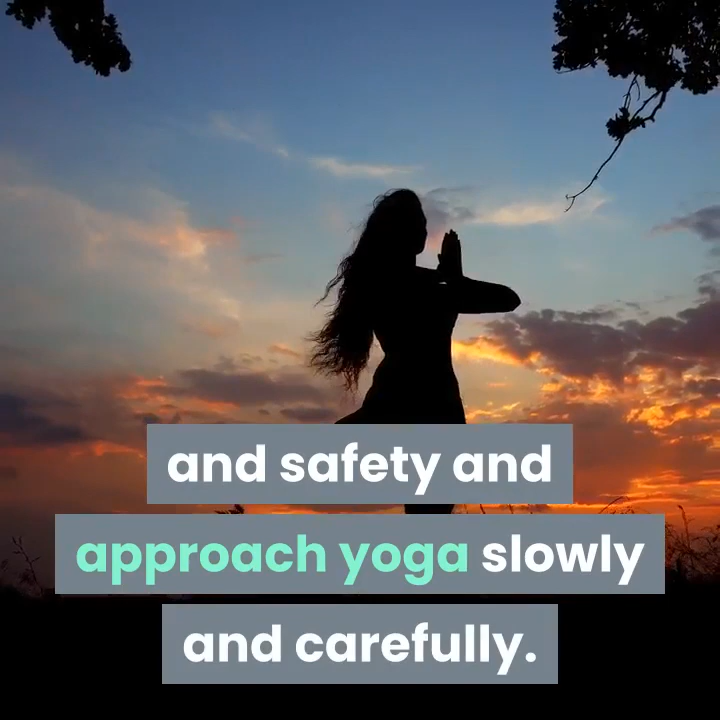 and safety and
approach yoga slowly
and carefully.